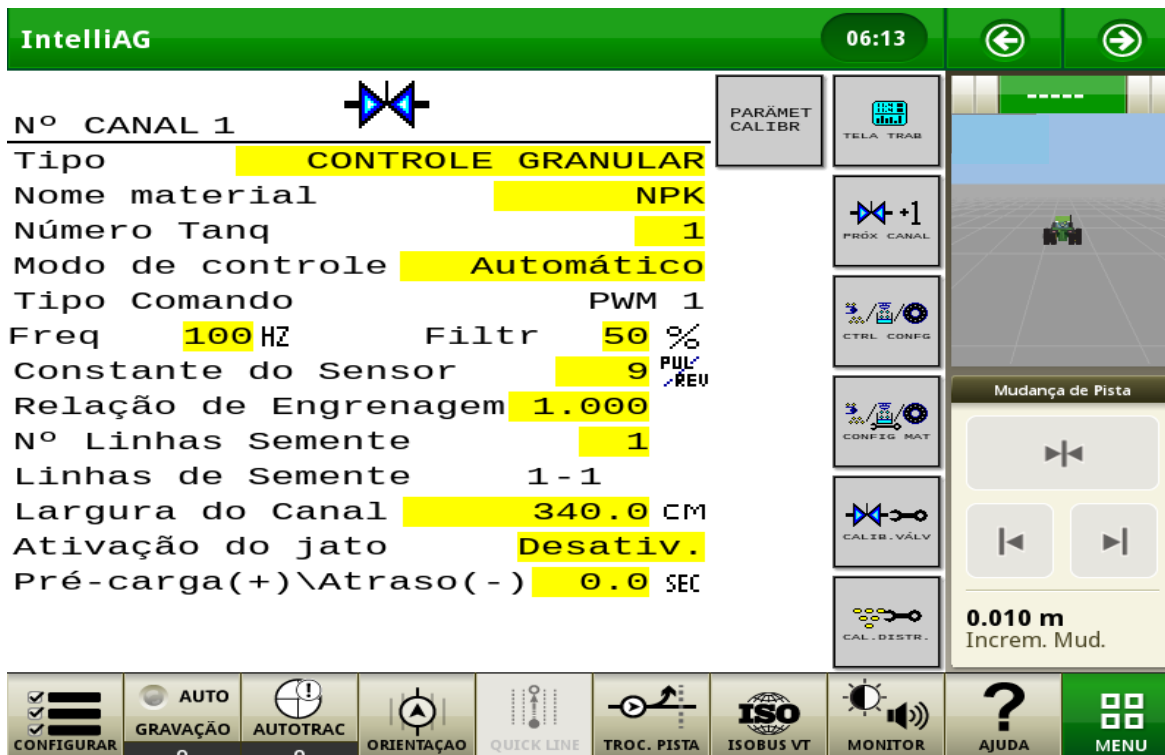 IntelliAG
06:13
Nº CANAL 1
PARÄMET
CALIBR
TELA TRAB
Tipo CONTROLE GRANULAR
Nome material NPK
Número Tanq 1
Modo de controle Automático
Tipo Comando PWM 1
Freq 100 HZ Filtr 50 %
Constante do Sensor 9 PUL/REV
Relação de Engrenagem 1.000
Nº Linhas Semente 1
Linhas de Semente 1-1
Largura do Canal 340.0 CM
Ativação do jato Desativ.
Pré-carga(+)\Atraso(-) 0.0 SEC
+1
PRÓX CANAL
CTRL CONFG
CONFIG MAT
CALIB.VÁLV
CAL.DISTR.
-----
Mudança de Pista
0.010 m
Increm. Mud.
CONFIGURAR
AUTO
GRAVAÇÃO
AUTOTRAC
ORIENTAÇAO
QUICK LINE
TROC. PISTA
ISO
ISOBUS VT
MONITOR
?
AJUDA
MENU